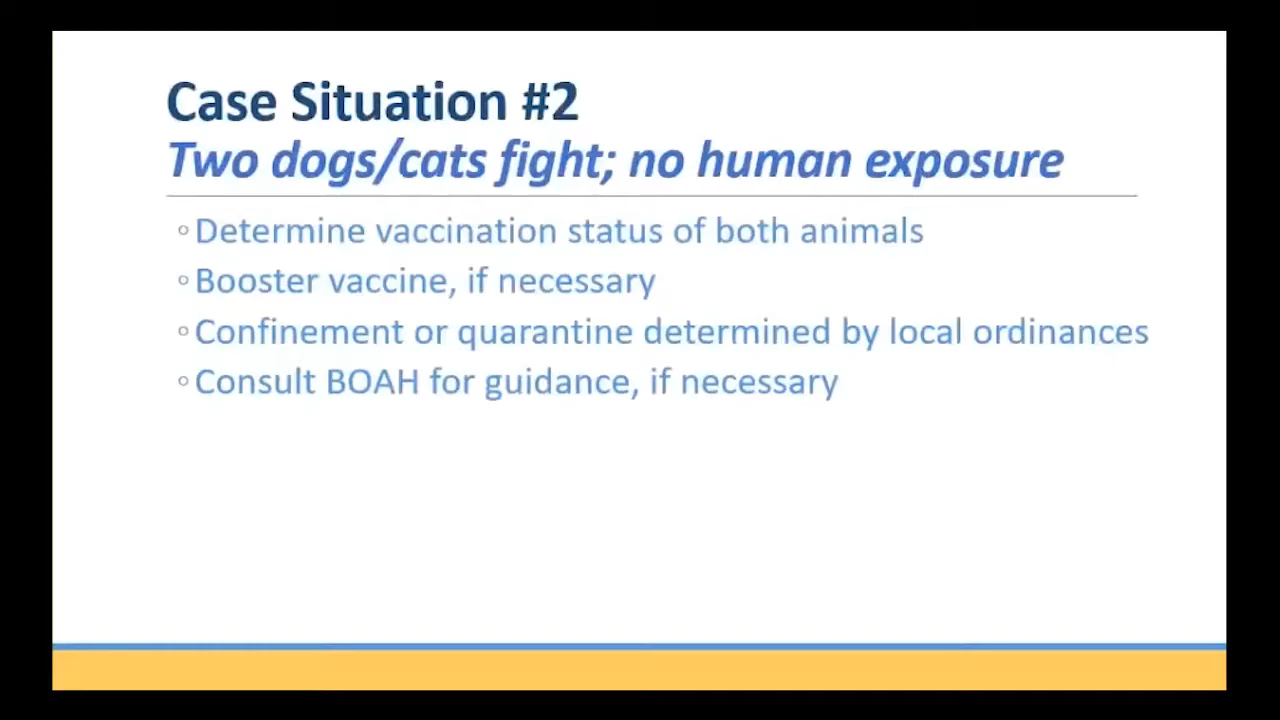 Case Situation #2
Two dogs/cats fight; no human exposure
◦Determine vaccination status of both animals
◦Booster vaccine, if necessary
◦Confinement or quarantine determined by local ordinances
◦Consult BOAH for guidance, if necessary